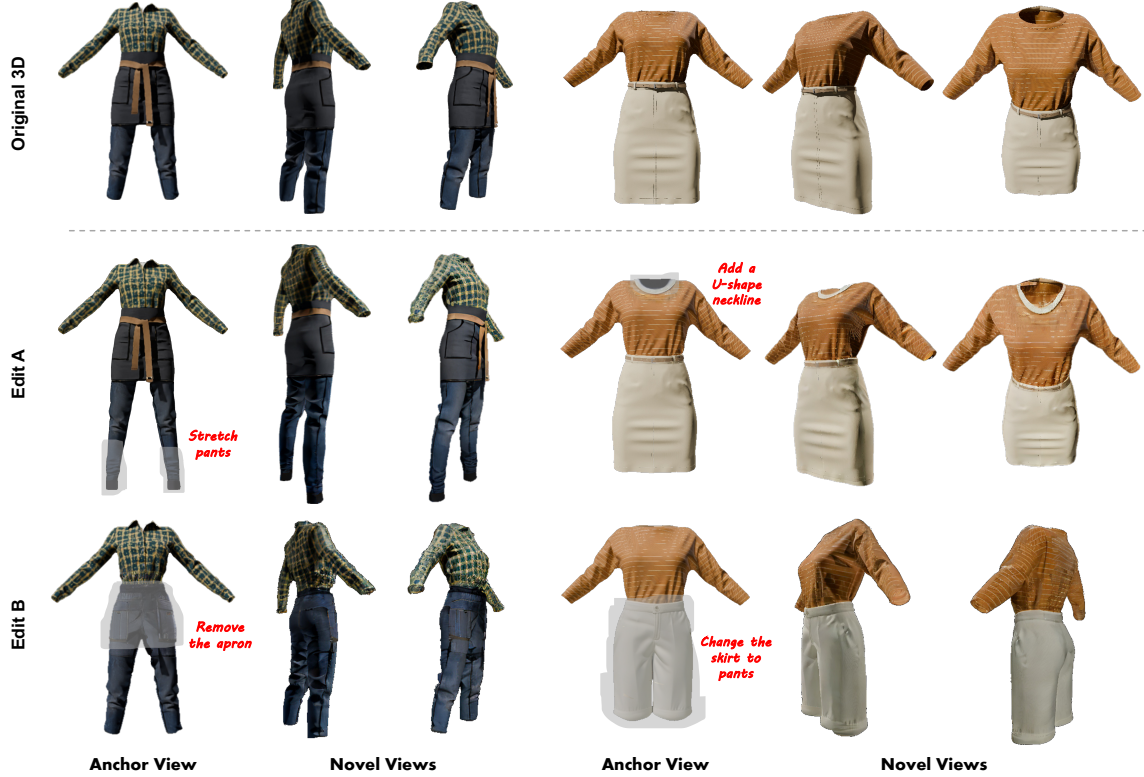 Original 3D
Edit A
Add a
U-shape
neckline
Stretch
pants
Edit B
Remove
the apron
Change the
skirt to
pants
Anchor View
Novel Views
Anchor View
Novel Views